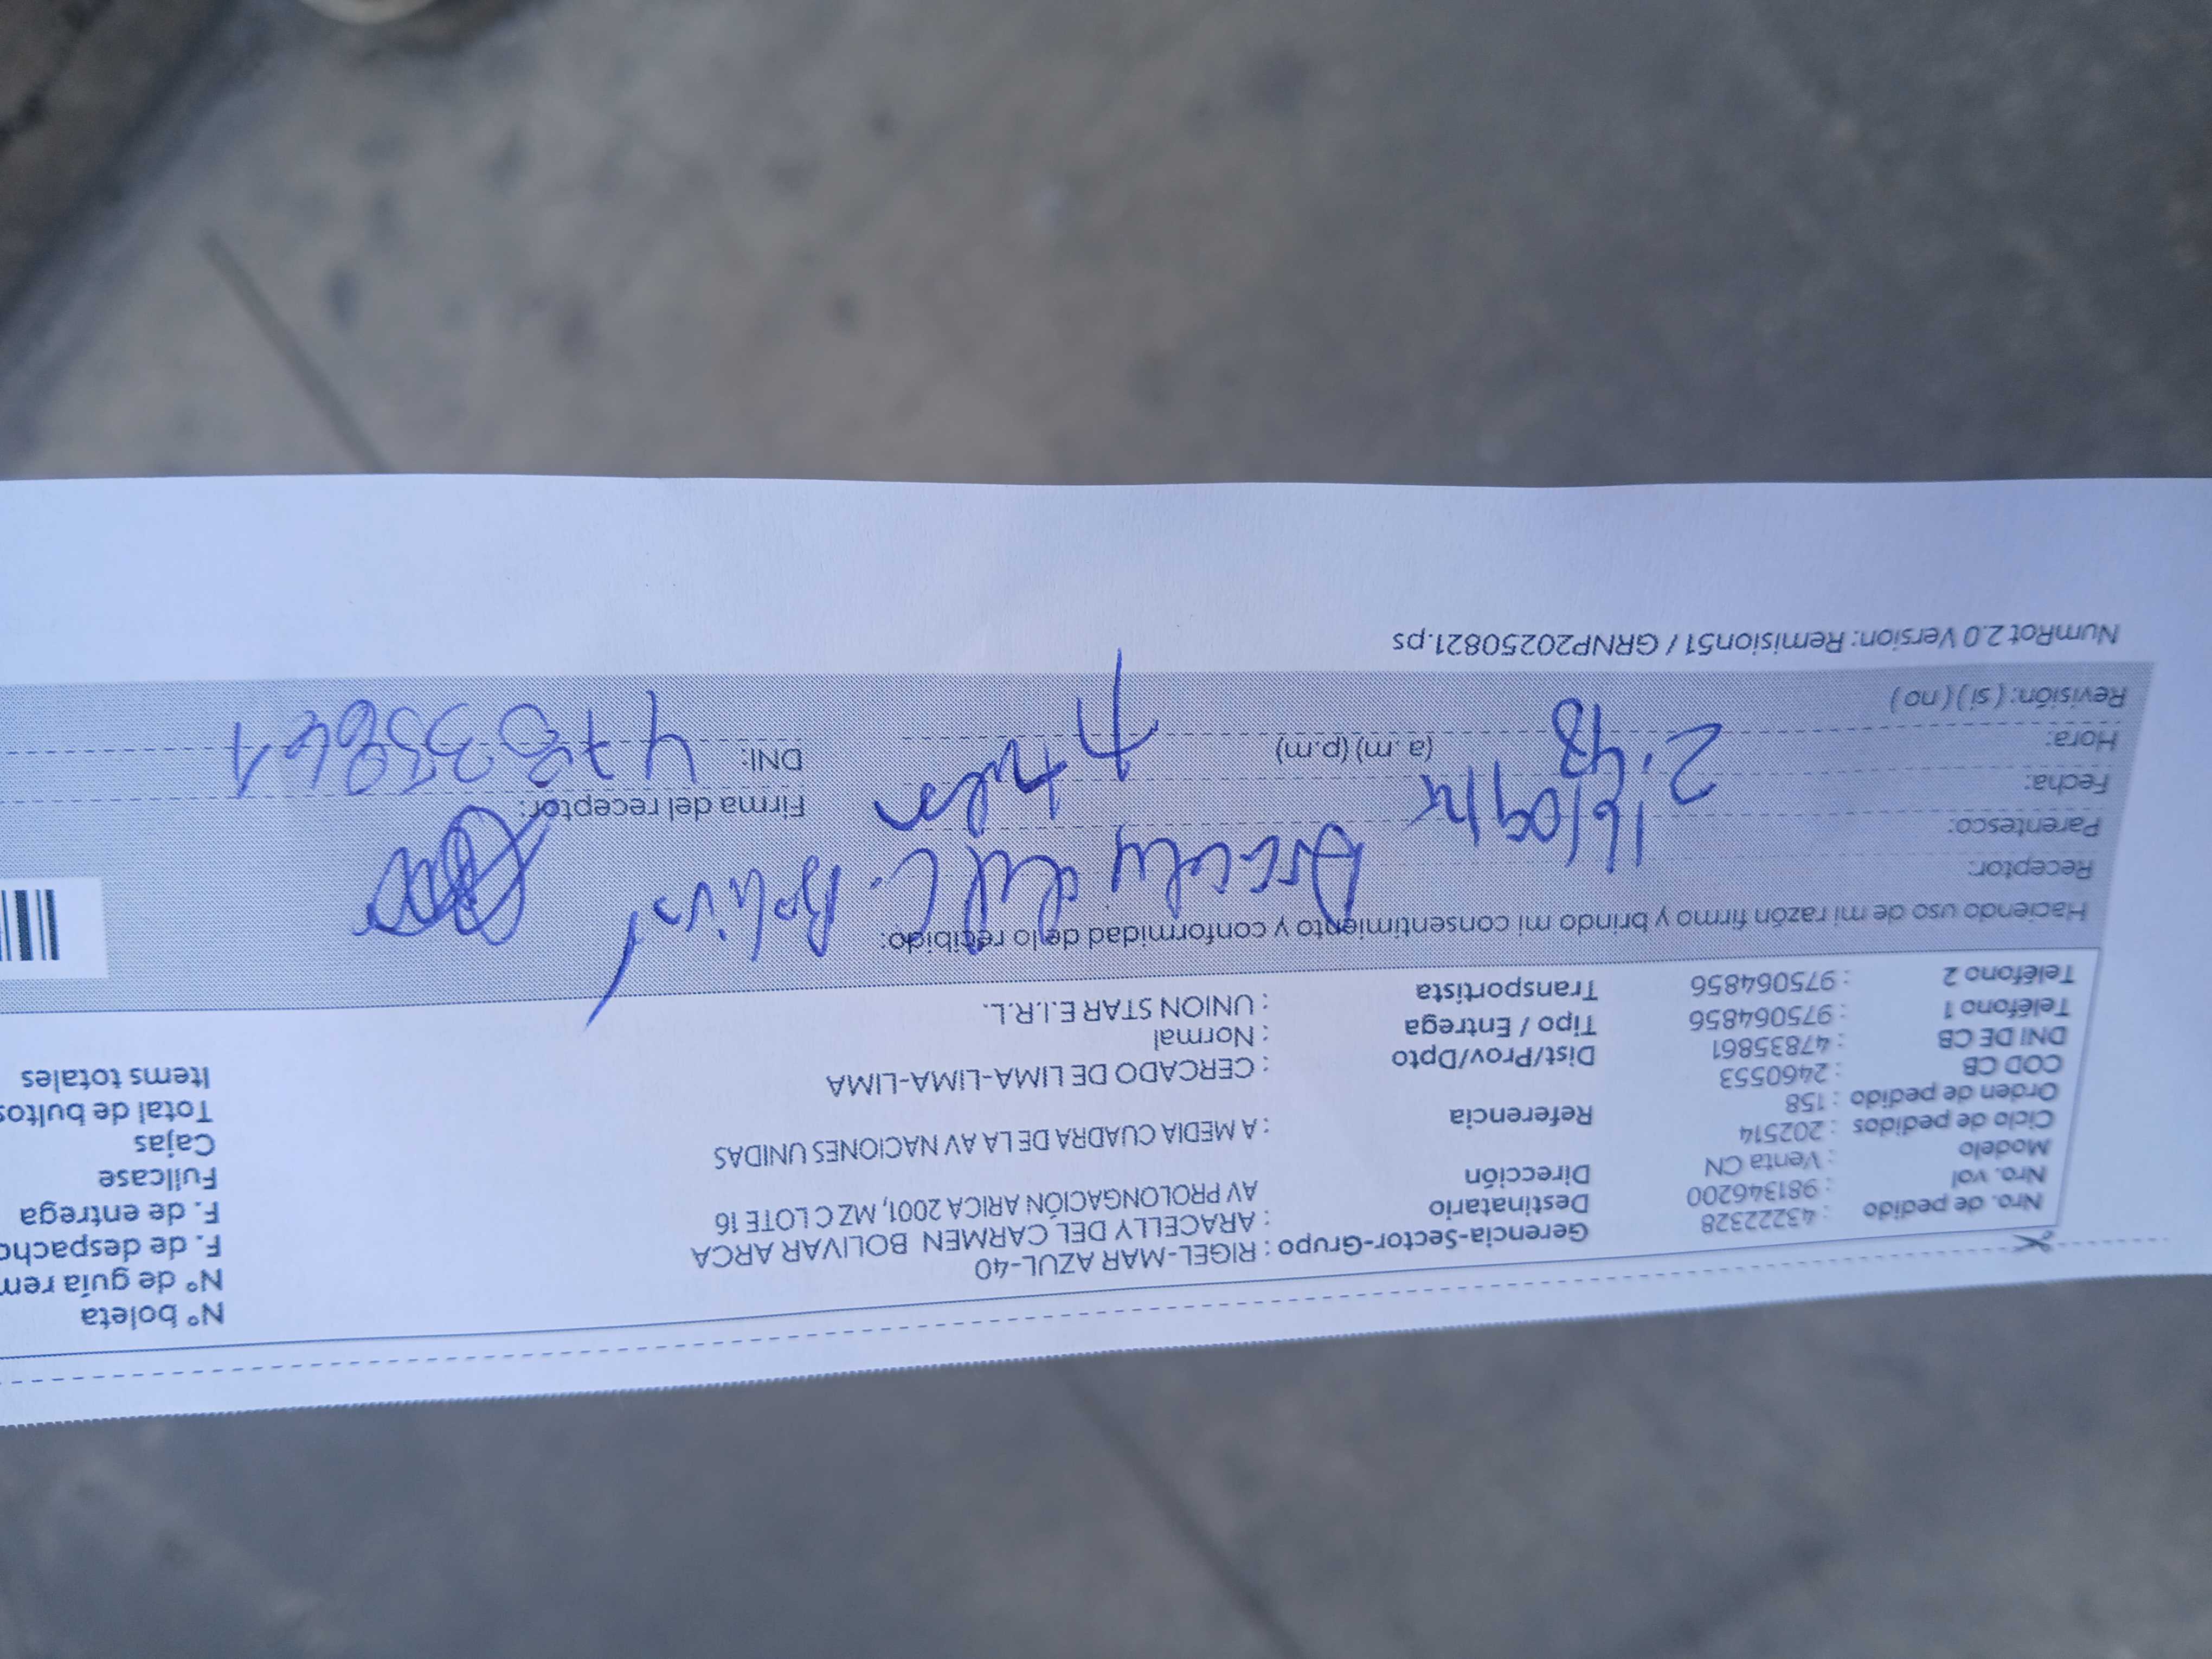 Nº boleta
Nro. de pedido : 43222328 Gerencia-Sector-Grupo : RIGEL-MAR AZUL-40 Nº de guía rem
Nro. vol : 981346200 Destinatario : ARACELLY DEL CARMEN BOLIVAR ARCA F. de despacho
Modelo : Venta CN Dirección AV PROLONGACIÓN ARICA 2001, MZ C LOTE 16 F. de entrega
Ciclo de pedidos : 202514 Fullcase
Orden de pedido : 158 Referencia : A MEDIA CUADRA DE LA AV NACIONES UNIDAS Cajas
COD CB : 2460553 Total de bultos
DNI DE CB : 47835861 Dist/Prov/Dpto : CERCADO DE LIMA-LIMA-LIMA Items totales
Teléfono 1 : 975064856 Tipo / Entrega : Normal
Teléfono 2 : 975064856 Transportista : UNION STAR E.I.R.L.
Haciendo uso de mi razón firmo y brindo mi consentimiento y conformidad de lo recibido:
Receptor: Aracely del C. Bolivar
Parentesco:
Fecha: 16/09/ Firma del receptor:
Hora: 2:48 (a.m) (p.m) DNI: 47835861
Revisión: ( si ) ( no )
NumRot 2.0 Version: Remision51 / GRNP20250821.ps